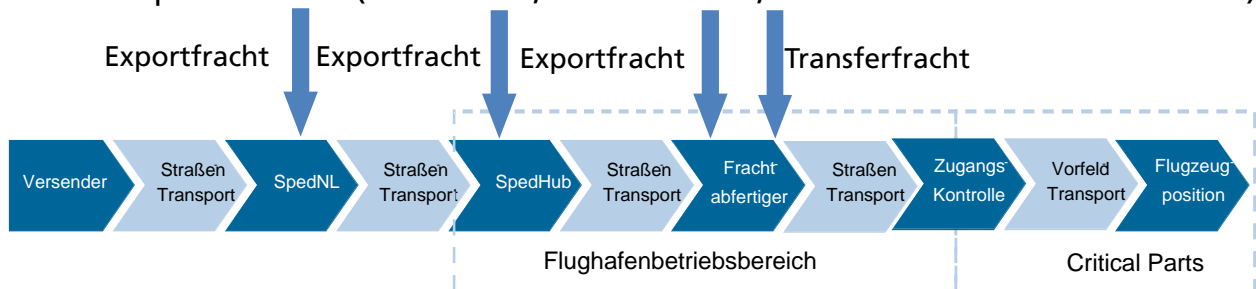 Exportfracht Exportfracht Exportfracht Transferfracht
Versender
Straßen
Transport
SpedNL
Straßen
Transport
SpedHub
Straßen
Transport
Fracht-
abfertiger
Straßen
Transport
Zugangs-
Kontrolle
Vorfeld
Transport
Flugzeug-
position
Flughafenbetriebsbereich
Critical Parts